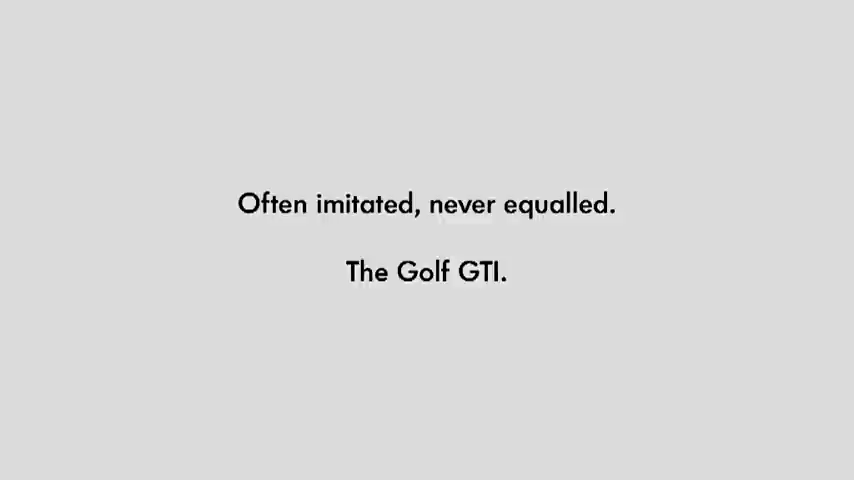 Often imitated, never equalled.
The Golf GTI.